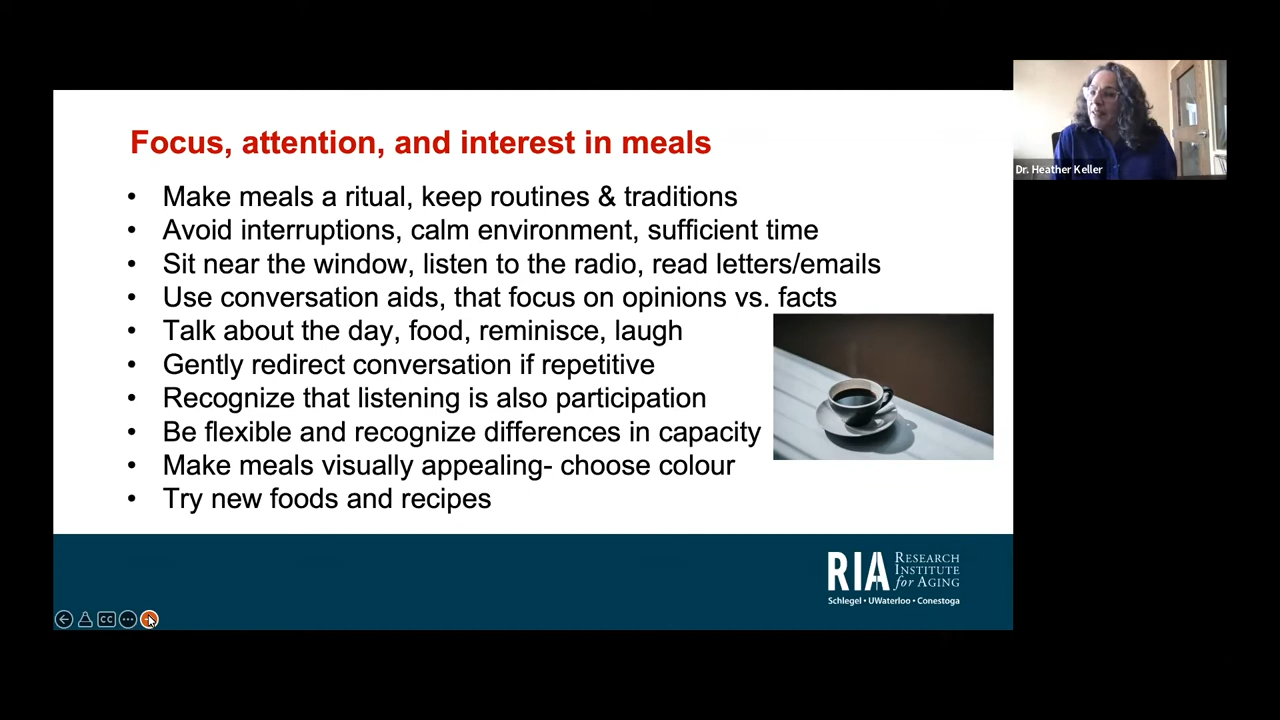 Focus, attention, and interest in meals
• Make meals a ritual, keep routines & traditions
• Avoid interruptions, calm environment, sufficient time
• Sit near the window, listen to the radio, read letters/emails
• Use conversation aids, that focus on opinions vs. facts
• Talk about the day, food, reminisce, laugh
• Gently redirect conversation if repetitive
• Recognize that listening is also participation
• Be flexible and recognize differences in capacity
• Make meals visually appealing- choose colour
• Try new foods and recipes
Dr. Heather Keller
RIA
RESEARCH
INSTITUTE
for AGING
Schlegel • UWaterloo • Conestoga
CC